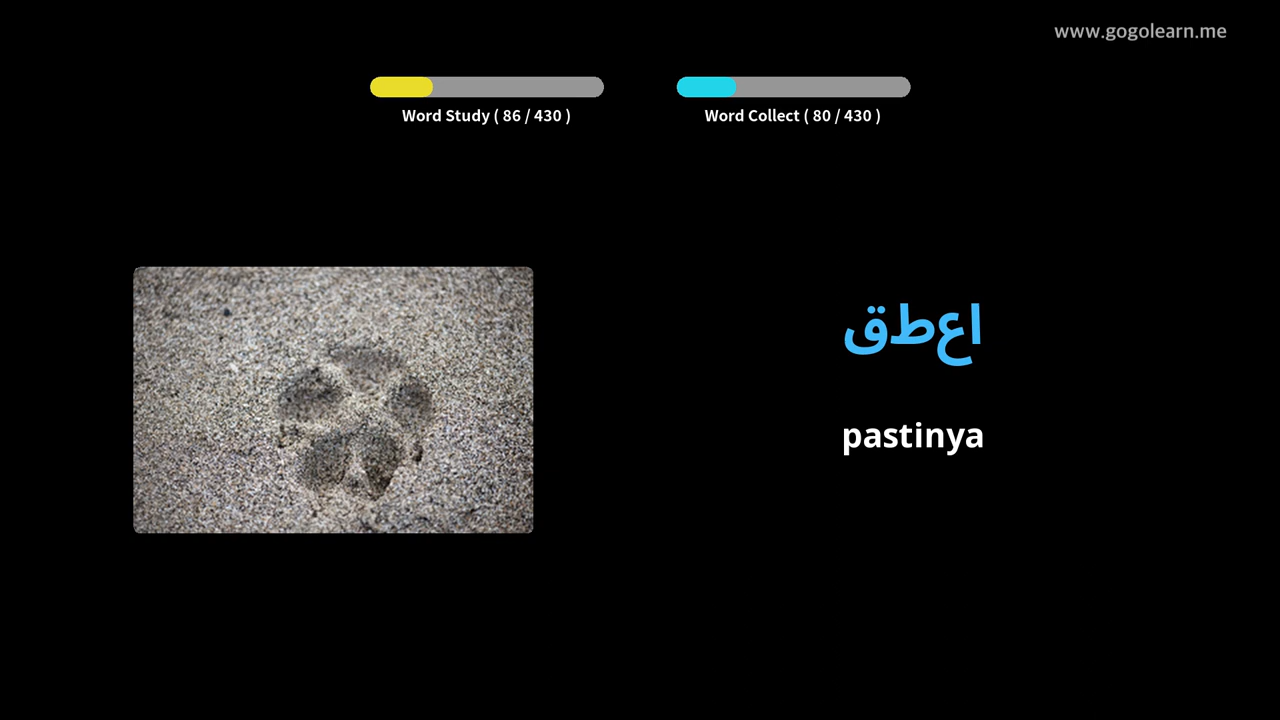 www.gogolearn.me
Word Study ( 86 / 430 )
Word Collect ( 80 / 430 )
اعطق
pastinya